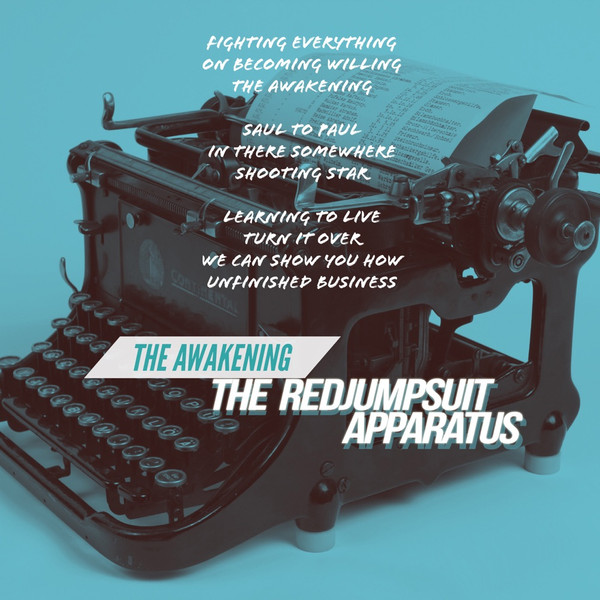 FIGHTING EVERYTHING
ON BECOMING WILLING
THE AWAKENING
SAUL TO PAUL
IN THERE SOMEWHERE
SHOOTING STAR
LEARNING TO LIVE
TURN IT OVER
WE CAN SHOW YOU HOW
UNFINISHED BUSINESS
THE AWAKENING
THE REDJUMPSUIT
APPARATUS